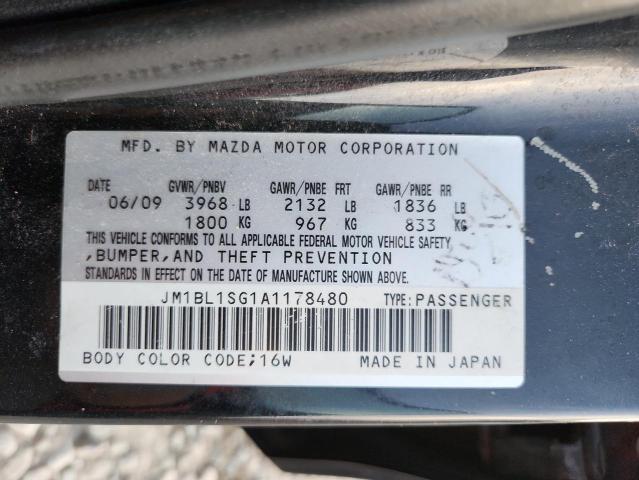 MFD. BY MAZDA MOTOR CORPORATION
DATE GVWR/PNBV GAWR/PNBE FRT GAWR/PNBE RR
06/09 3968 LB 2132 LB 1836 LB
1800 KG 967 KG 833 KG
THIS VEHICLE CONFORMS TO ALL APPLICABLE FEDERAL MOTOR VEHICLE SAFETY
,BUMPER,AND THEFT PREVENTION
STANDARDS IN EFFECT ON THE DATE OF MANUFACTURE SHOWN ABOVE.
JM1BL1SG1A1178480 TYPE:PASSENGER
BODY COLOR CODE;16W MADE IN JAPAN